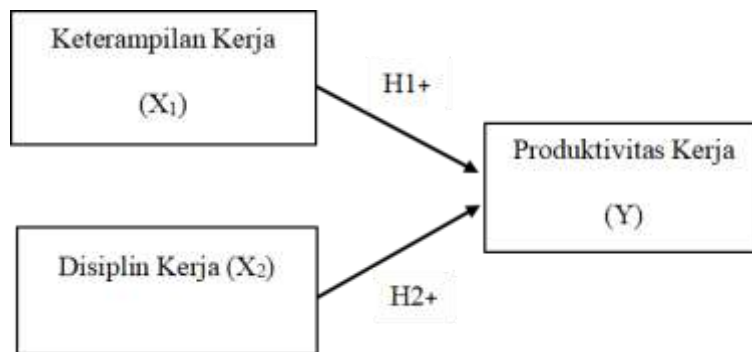 Keterampilan Kerja
(X₁)
H1+
Produktivitas Kerja
(Y)
Disiplin Kerja (X₂)
H2+